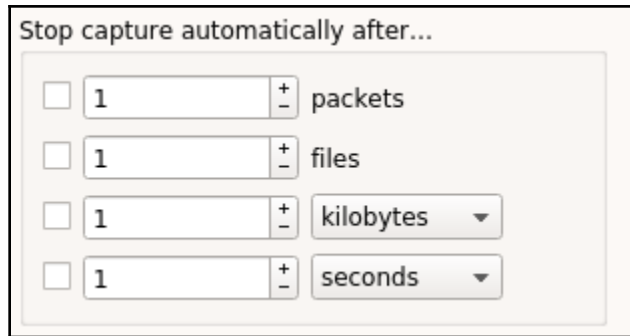 Stop capture automatically after...
1 + - packets
1 + - files
1 + - kilobytes
1 + - seconds